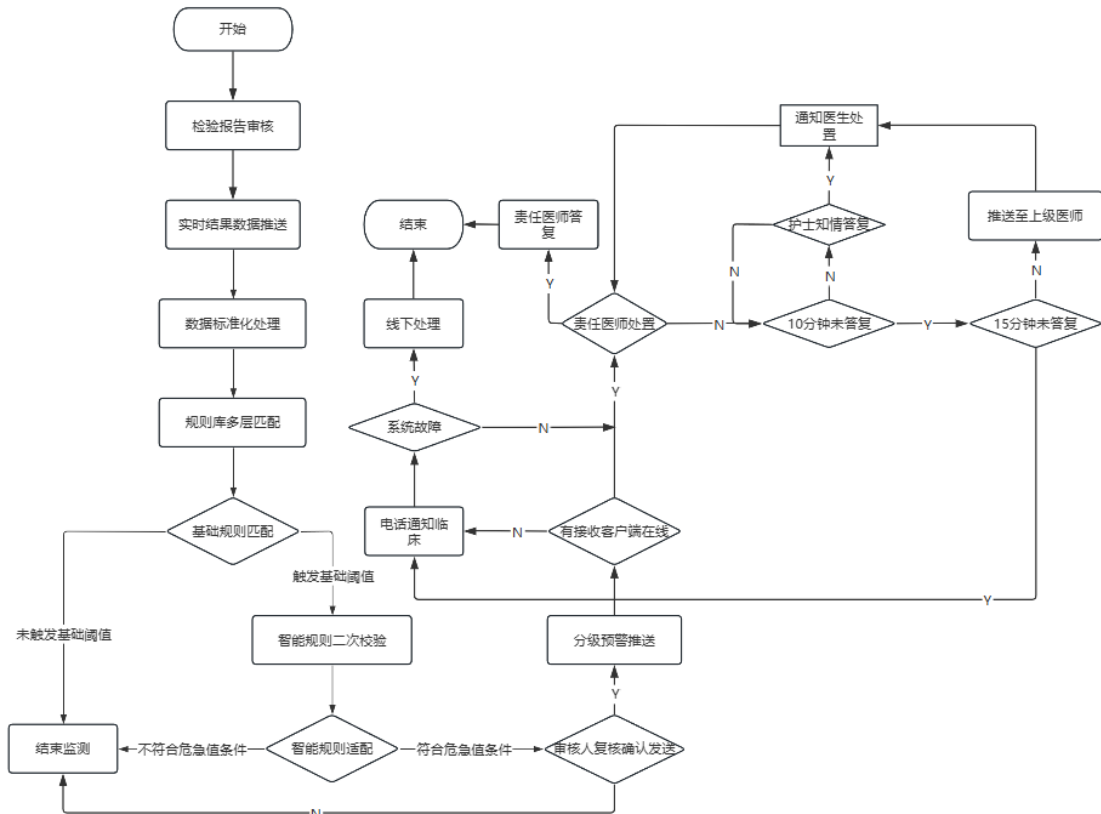 开始
检验报告审核
实时结果数据推送
数据标准化处理
规则库多层匹配
基础规则匹配
未触发基础阈值
触发基础阈值
智能规则二次校验
智能规则适配
不符合危急值条件
结束监测
符合危急值条件
审核人复核确认发送
N
Y
分级预警推送
有接收客户端在线
N
电话通知临
床
系统故障
Y
N
线下处理
结束
Y
责任医师处置
Y
责任医师答
复
N
10分钟未答复
N
护士知情答复
N
Y
通知医生处
置
Y
15分钟未答复
N
推送至上级医师
Y